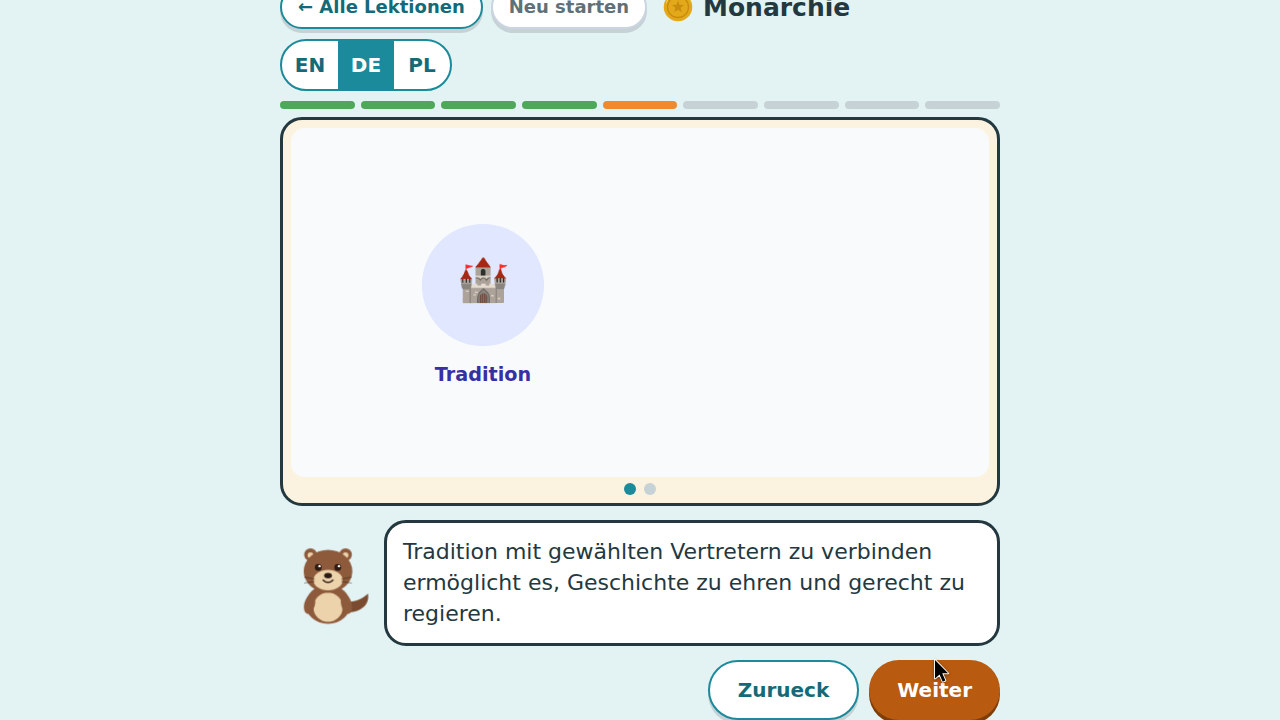 ← Alle Lektionen
Neu starten
Monarchie
EN
DE
PL
Tradition
Tradition mit gewählten Vertretern zu verbinden
ermöglicht es, Geschichte zu ehren und gerecht zu
regieren.
Zurueck
Weiter